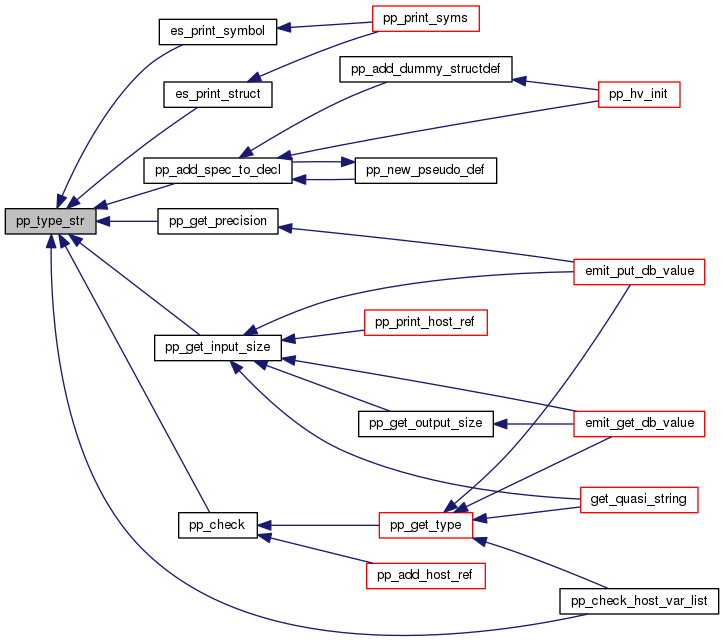 es_print_symbol
pp_print_syms
pp_add_dummy_structdef
es_print_struct
pp_hv_init
pp_add_spec_to_decl
pp_new_pseudo_def
pp_type_str
pp_get_precision
emit_put_db_value
pp_print_host_ref
pp_get_input_size
pp_get_output_size
emit_get_db_value
get_quasi_string
pp_check
pp_get_type
pp_add_host_ref
pp_check_host_var_list